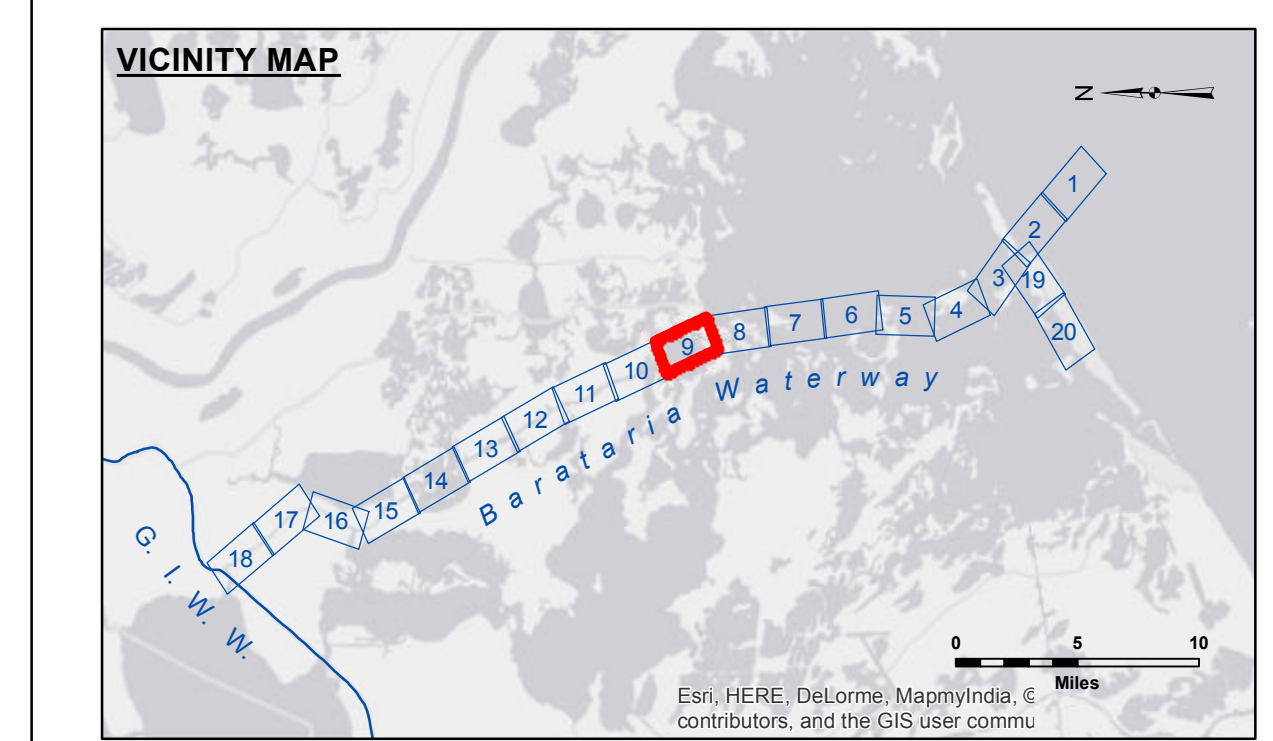 VICINITY MAP
N
1
2
3
19
4
5
6
7
8
9
20
10
11
12
13
14
15
16
17
18
Barataria Waterway
G. I. W. W.
0 5 10
Miles
Esri, HERE, DeLorme, MapmyIndia, ©
contributors, and the GIS user commu